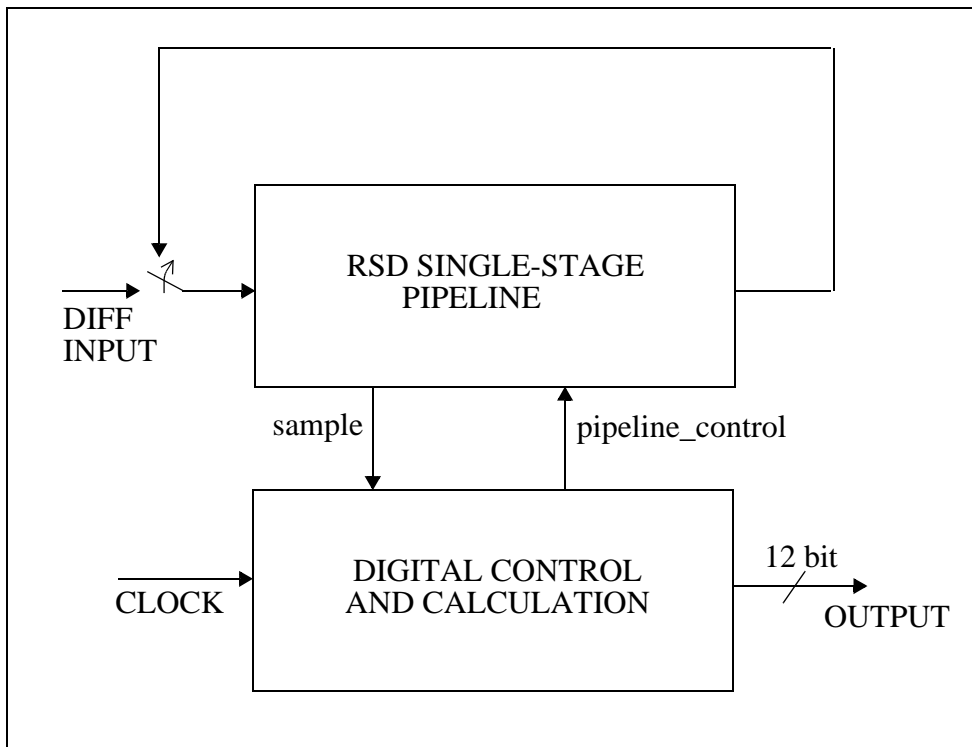 RSD SINGLE-STAGE
PIPELINE
DIFF
INPUT
sample
pipeline_control
12 bit
DIGITAL CONTROL
AND CALCULATION
CLOCK
OUTPUT